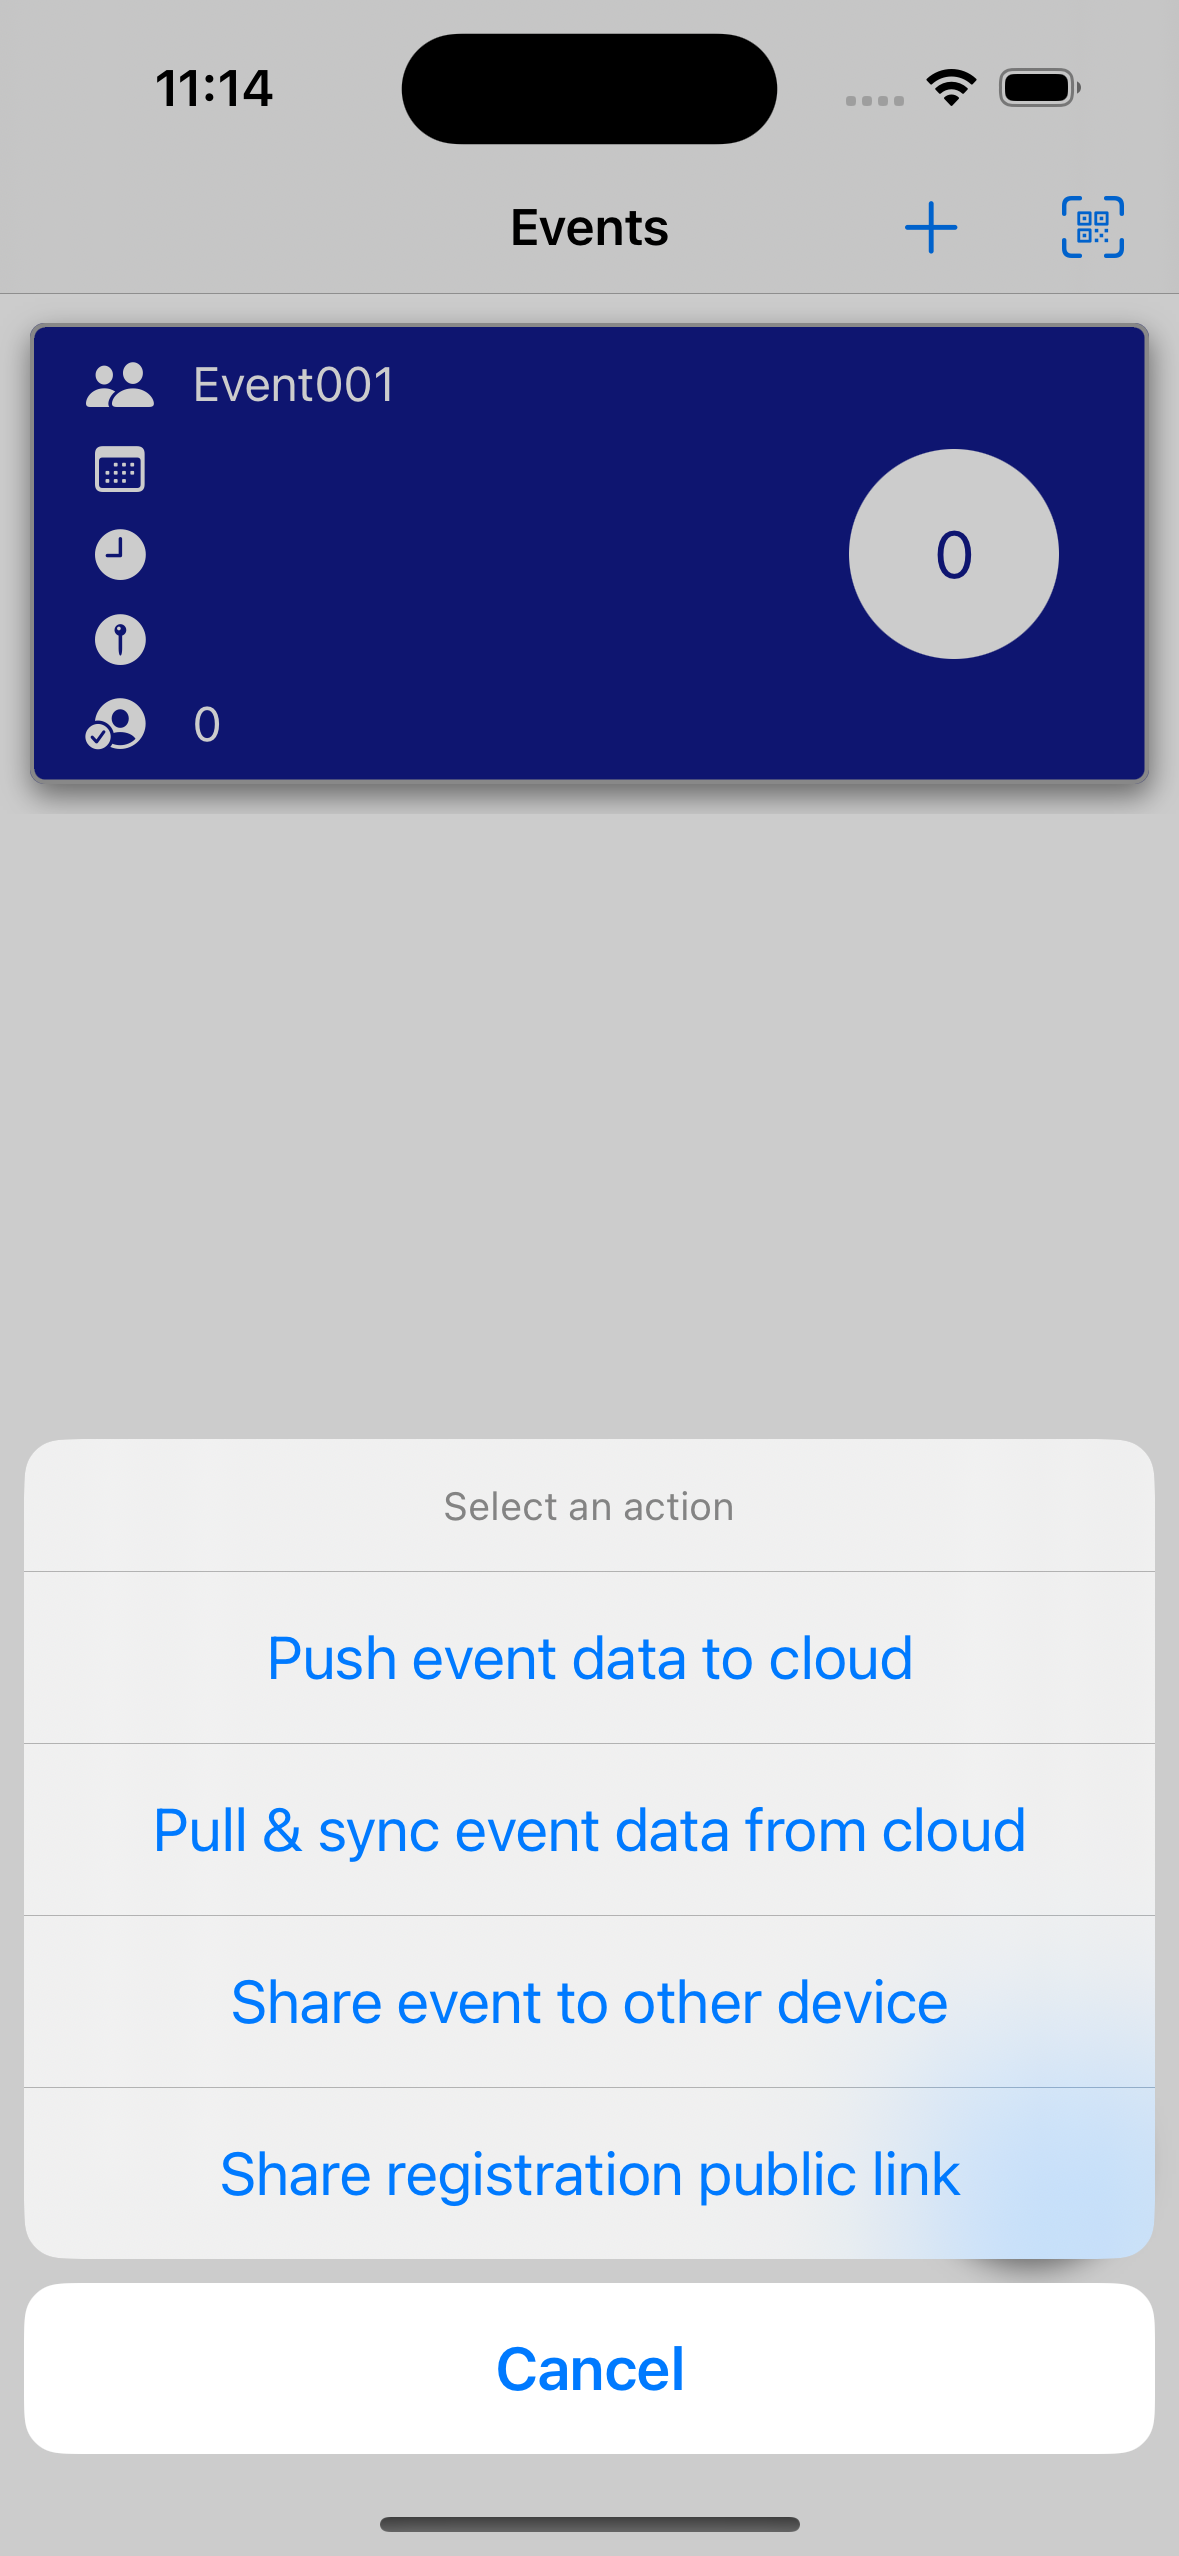 11:14
Events
Event001
0
0
Select an action
Push event data to cloud
Pull & sync event data from cloud
Share event to other device
Share registration public link
Cancel